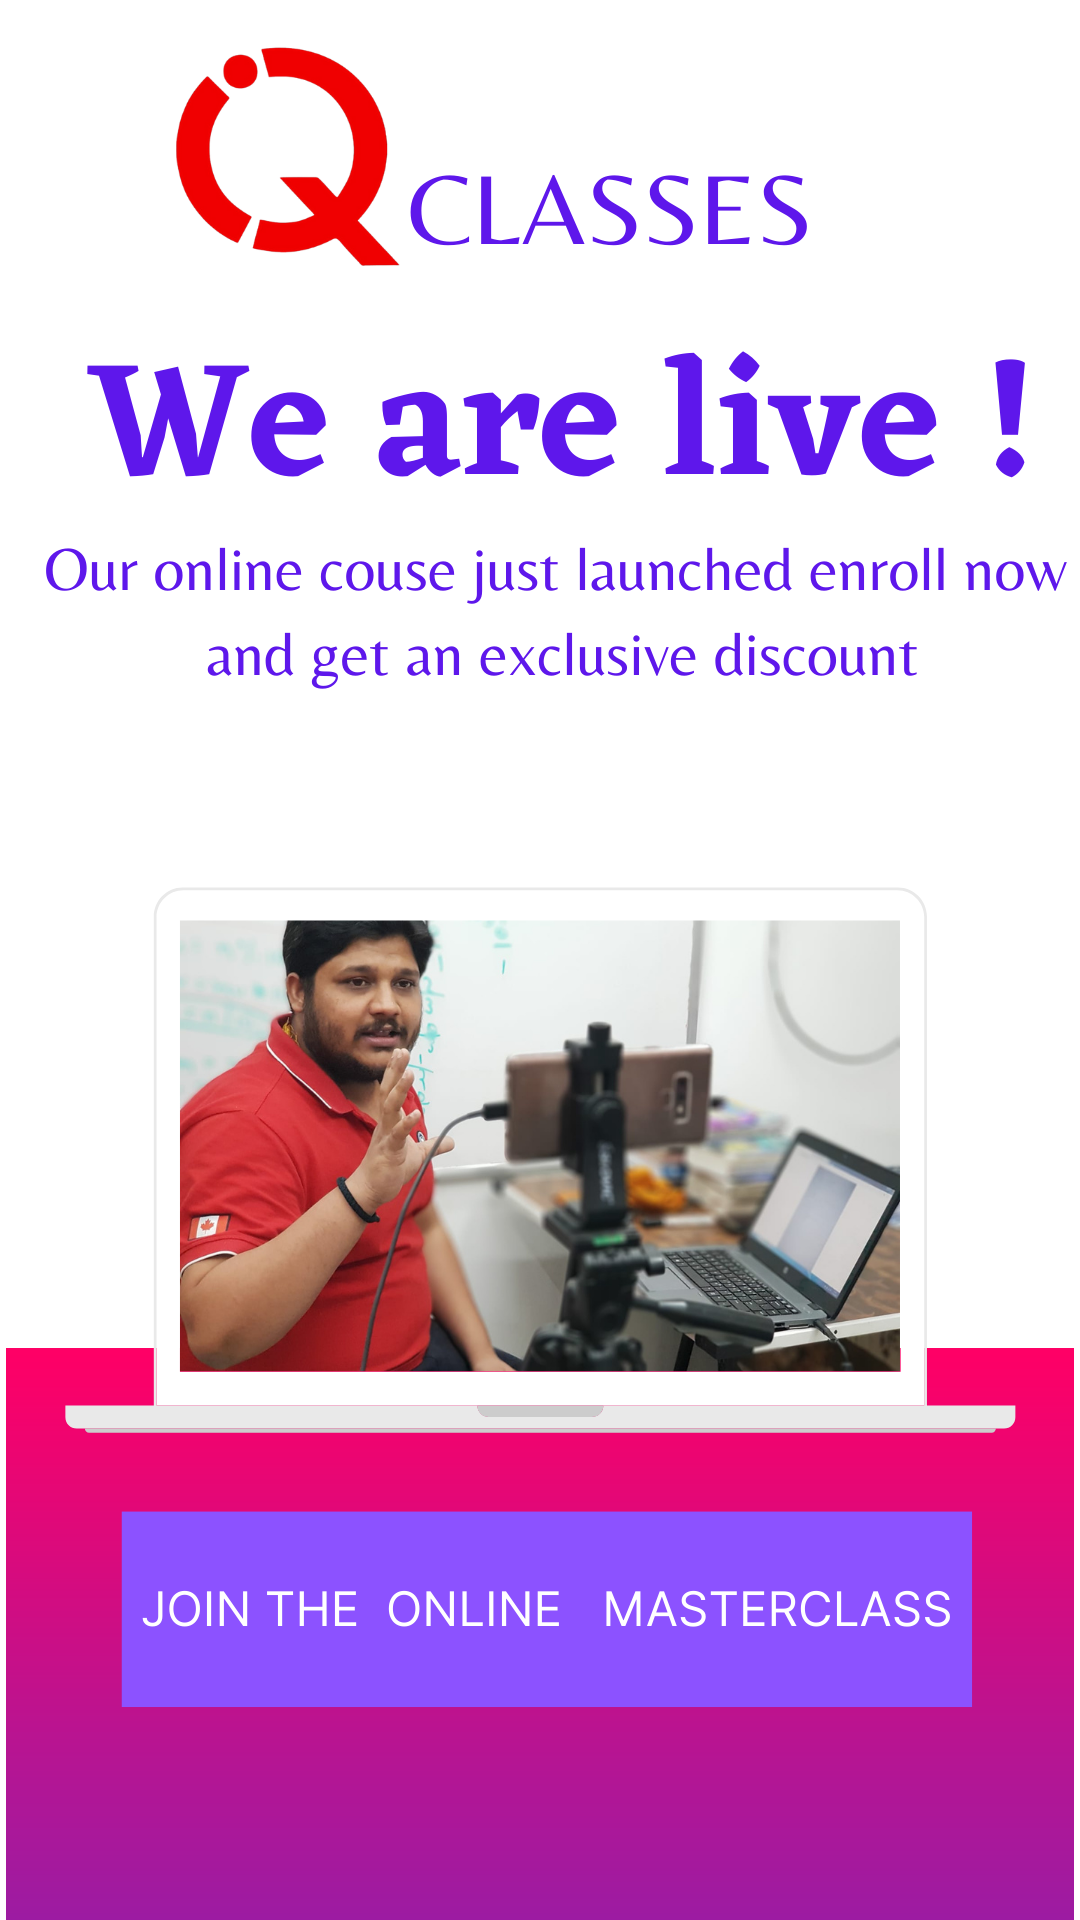 iQ CLASSES
We are live !
Our online couse just launched enroll now
and get an exclusive discount
JOIN THE ONLINE MASTERCLASS